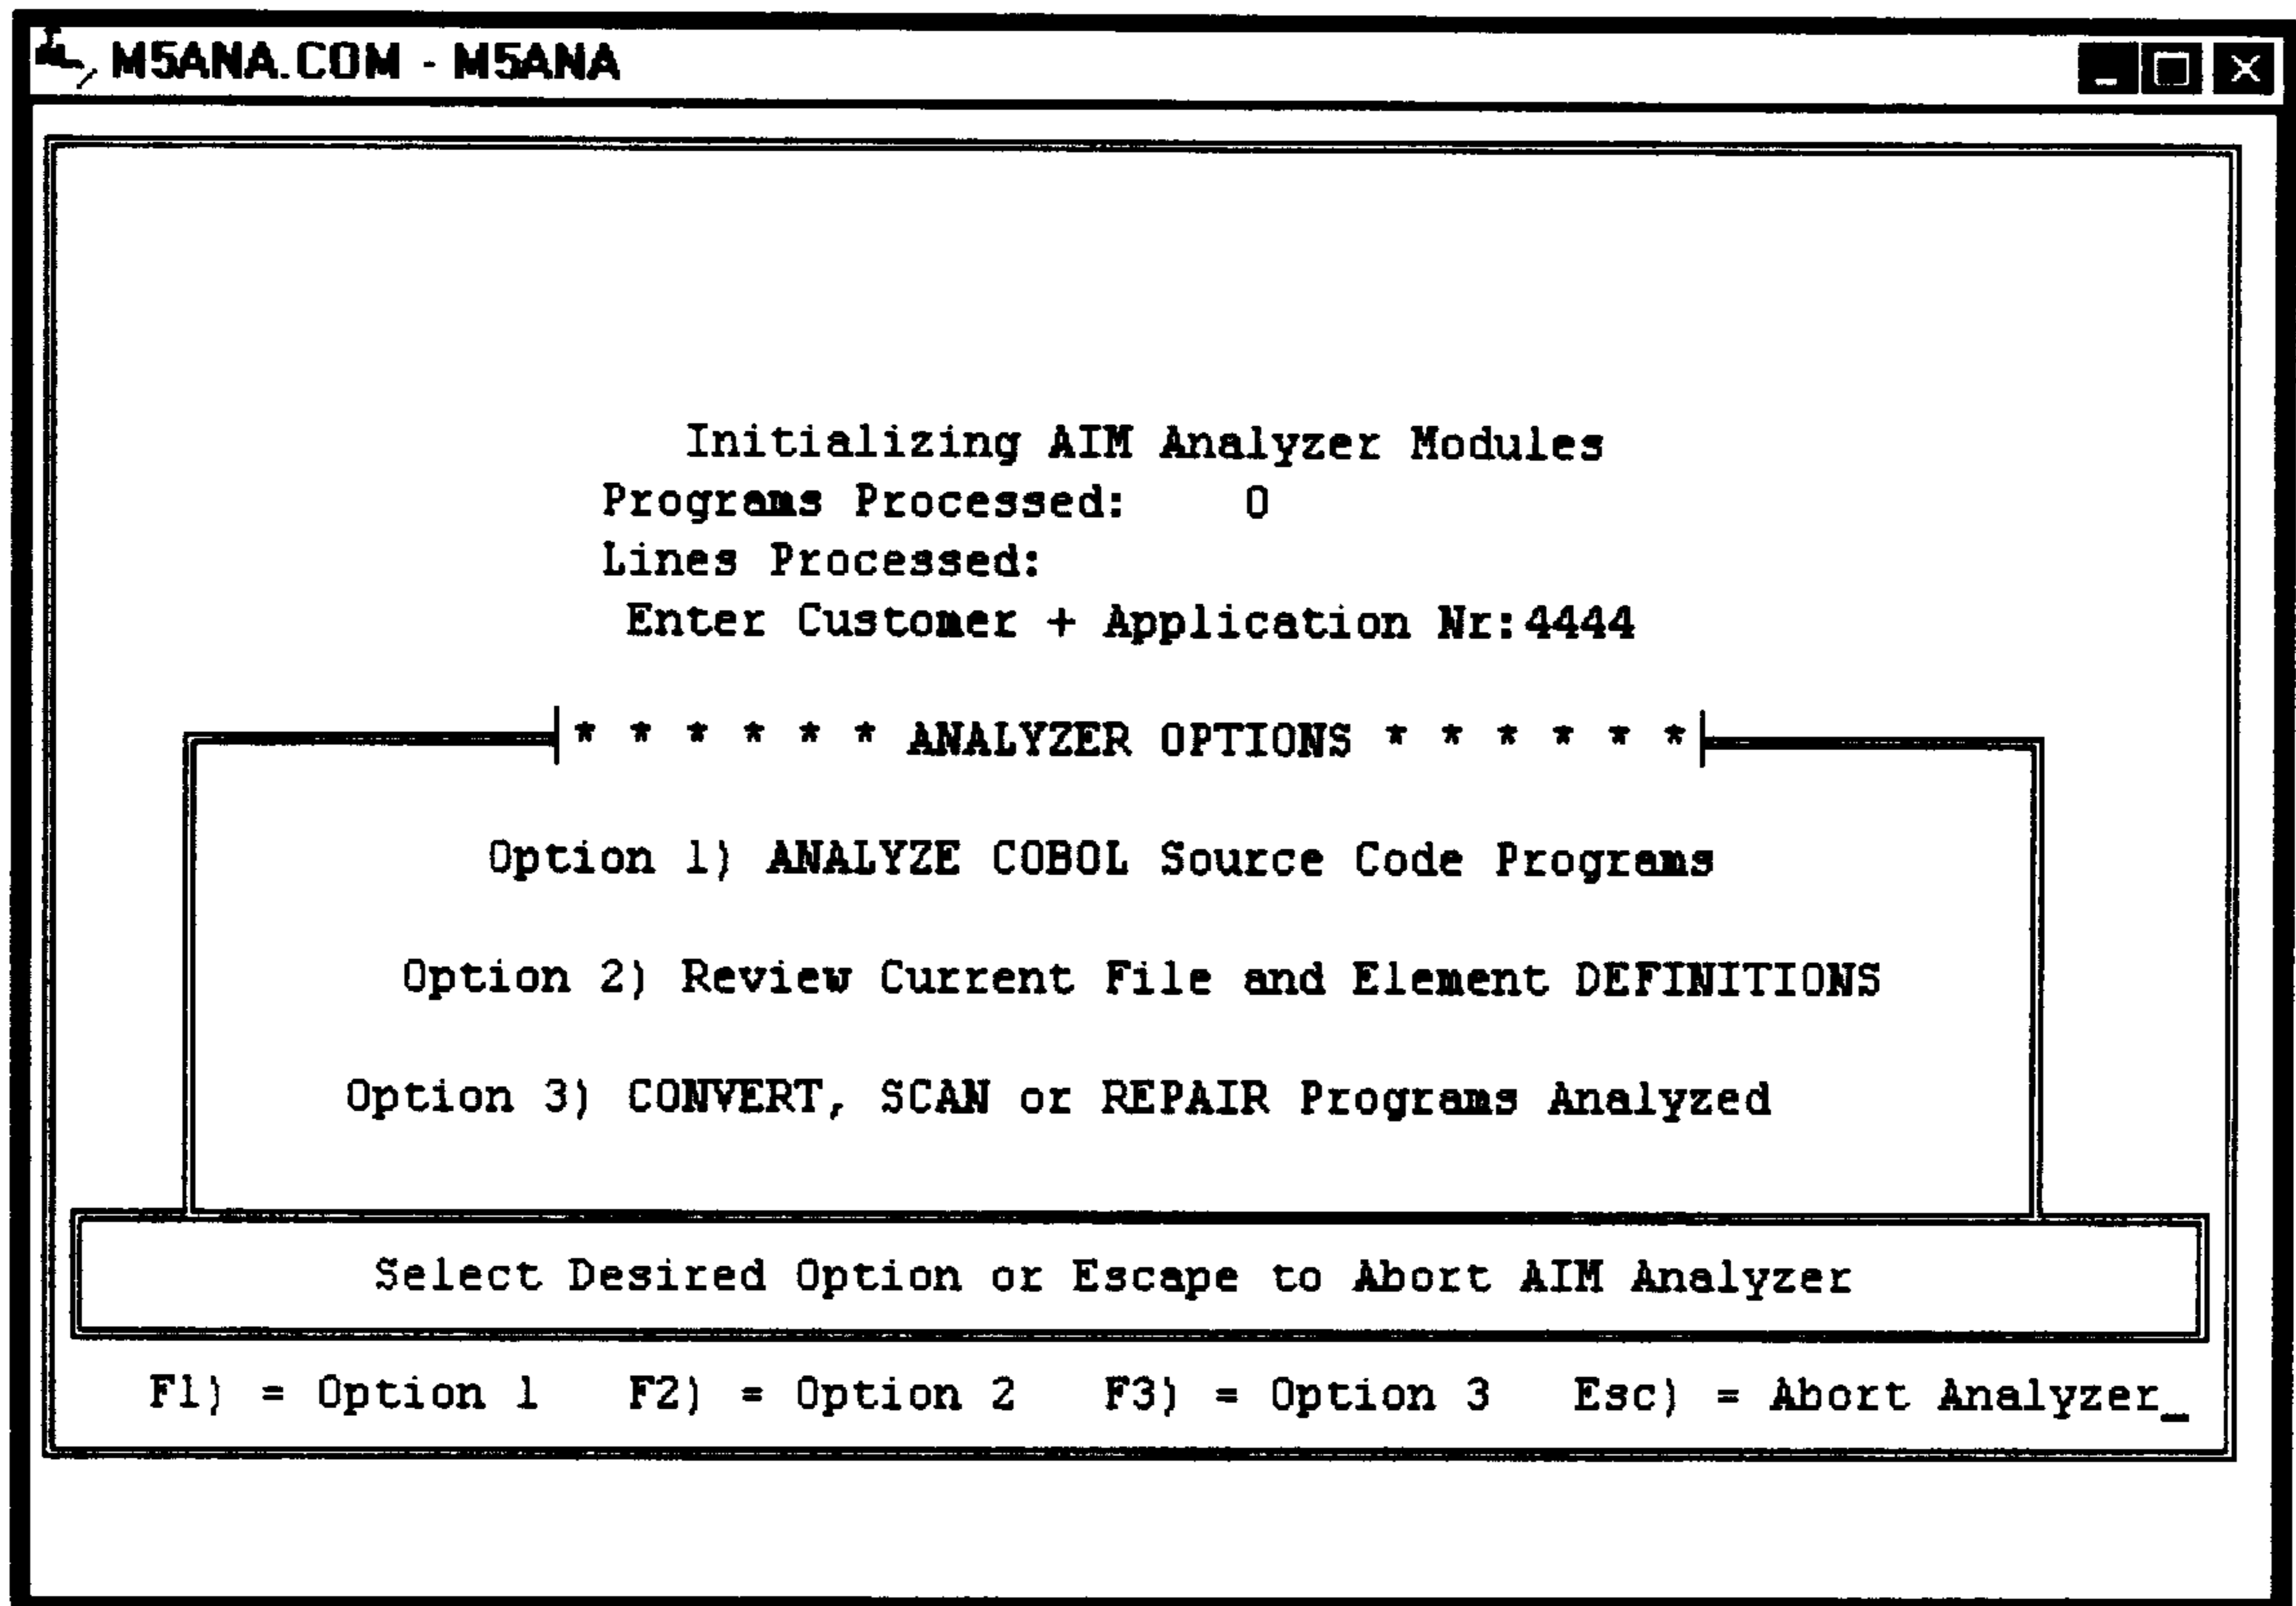 M5ANA.COM - M5ANA
Initializing AIM Analyzer Modules
Programs Processed: 0
Lines Processed:
Enter Customer + Application Nr:4444
* * * * * * ANALYZER OPTIONS * * * * * *
Option 1) ANALYZE COBOL Source Code Programs
Option 2) Review Current File and Element DEFINITIONS
Option 3) CONVERT, SCAN or REPAIR Programs Analyzed
Select Desired Option or Escape to Abort AIM Analyzer
F1) = Option 1 F2) = Option 2 F3) = Option 3 Esc) = Abort Analyzer_